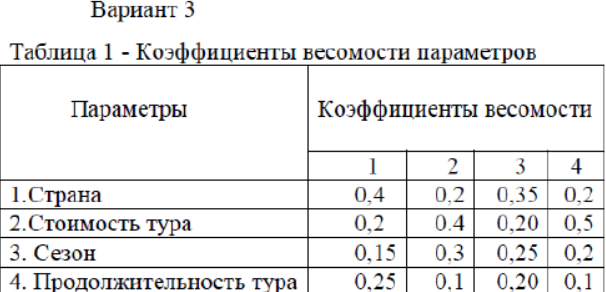 Вариант 3
Таблица 1 - Коэффициенты весомости параметров
Параметры Коэффициенты весомости
1 2 3 4
1.Страна 0,4 0,2 0,35 0,2
2.Стоимость тура 0,2 0.4 0,20 0,5
3. Сезон 0,15 0,3 0,25 0,2
4. Продолжительность тура 0,25 0,1 0,20 0,1